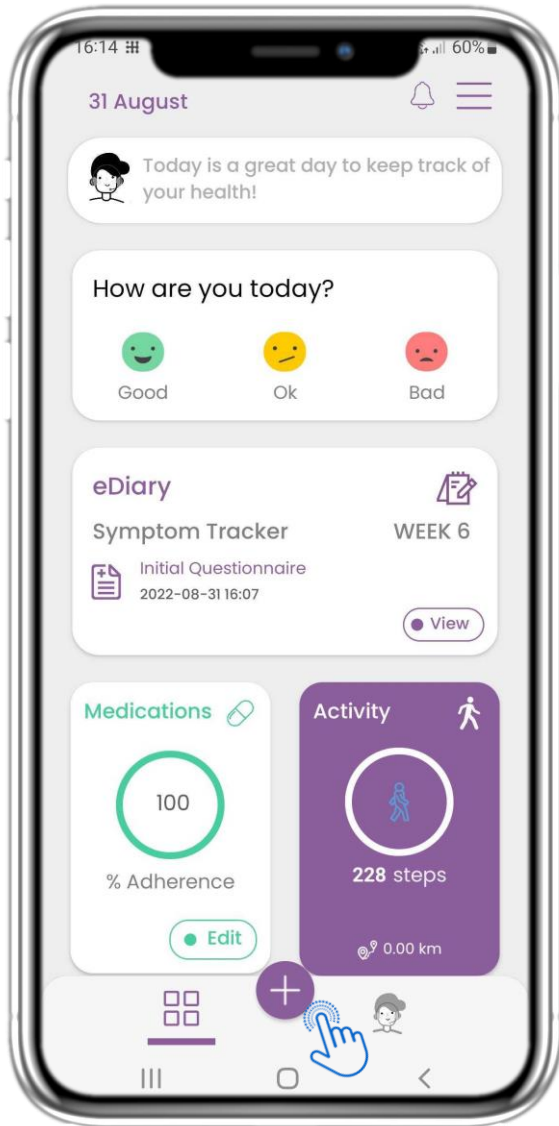 16:14
60%
31 August
Today is a great day to keep track of
your health!
How are you today?
Good
Ok
Bad
eDiary
Symptom Tracker
WEEK 6
Initial Questionnaire
2022-08-31 16:07
View
Medications
100
% Adherence
Edit
Activity
228 steps
0.00 km